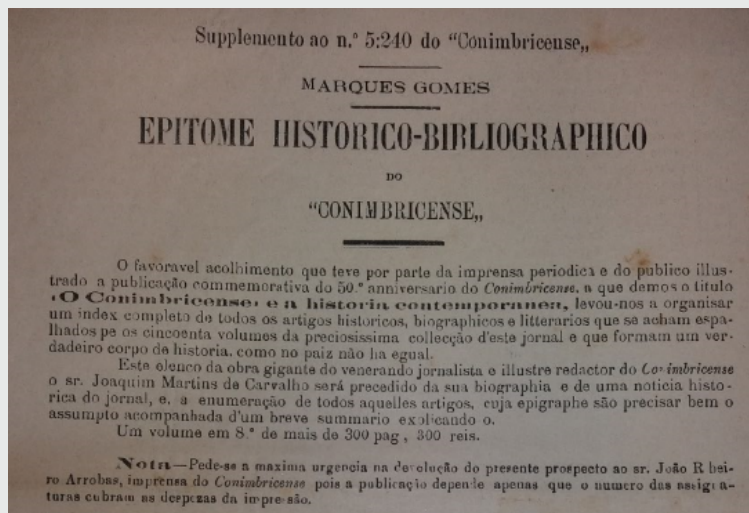 Supplemento ao n.º 5:240 do “Conimbricense„
MARQUES GOMES
EPITOME HISTORICO-BIBLIOGRAPHICO
DO
“CONIMBRICENSE„
O favoravel acolhimento que teve por parte da imprensa periodica e do publico illus-
trado a publicação commemorativa do 50.º anniversario do Conimbricense, a que demos o titulo
«O Conimbricense» e a historia contemporanea, levou-nos a organisar
um index completo de todos os artigos historicos, biographicos e litterarios que se acham espa-
lhados pe os cincoenta volumes da preciosissima collecção d'este jornal e que formam um ver-
dadeiro corpo de historia, como no paiz não ha egual.
Este elenco da obra gigante do venerando jornalista e illustre redactor do Co imbricense
o sr. Joaquim Martins de Carvalho será precedido da sua biographia e de uma noticia histo-
rica do jornal, e, a enumeração de todos aquelles artigos, cuja epigraphe são precisar bem o
assumpto acompanhada d'um breve summario explicando o.
Um volume em 8.º de mais de 300 pag , 300 reis.
Nota—Pede-se a maxima urgencia na devolução do presente prospecto ao sr. João R bei-
ro Arrobas, imprensa do Conimbricense pois a publicação depende apenas que o numero das assigna-
turas cubram as despezas da impressão.